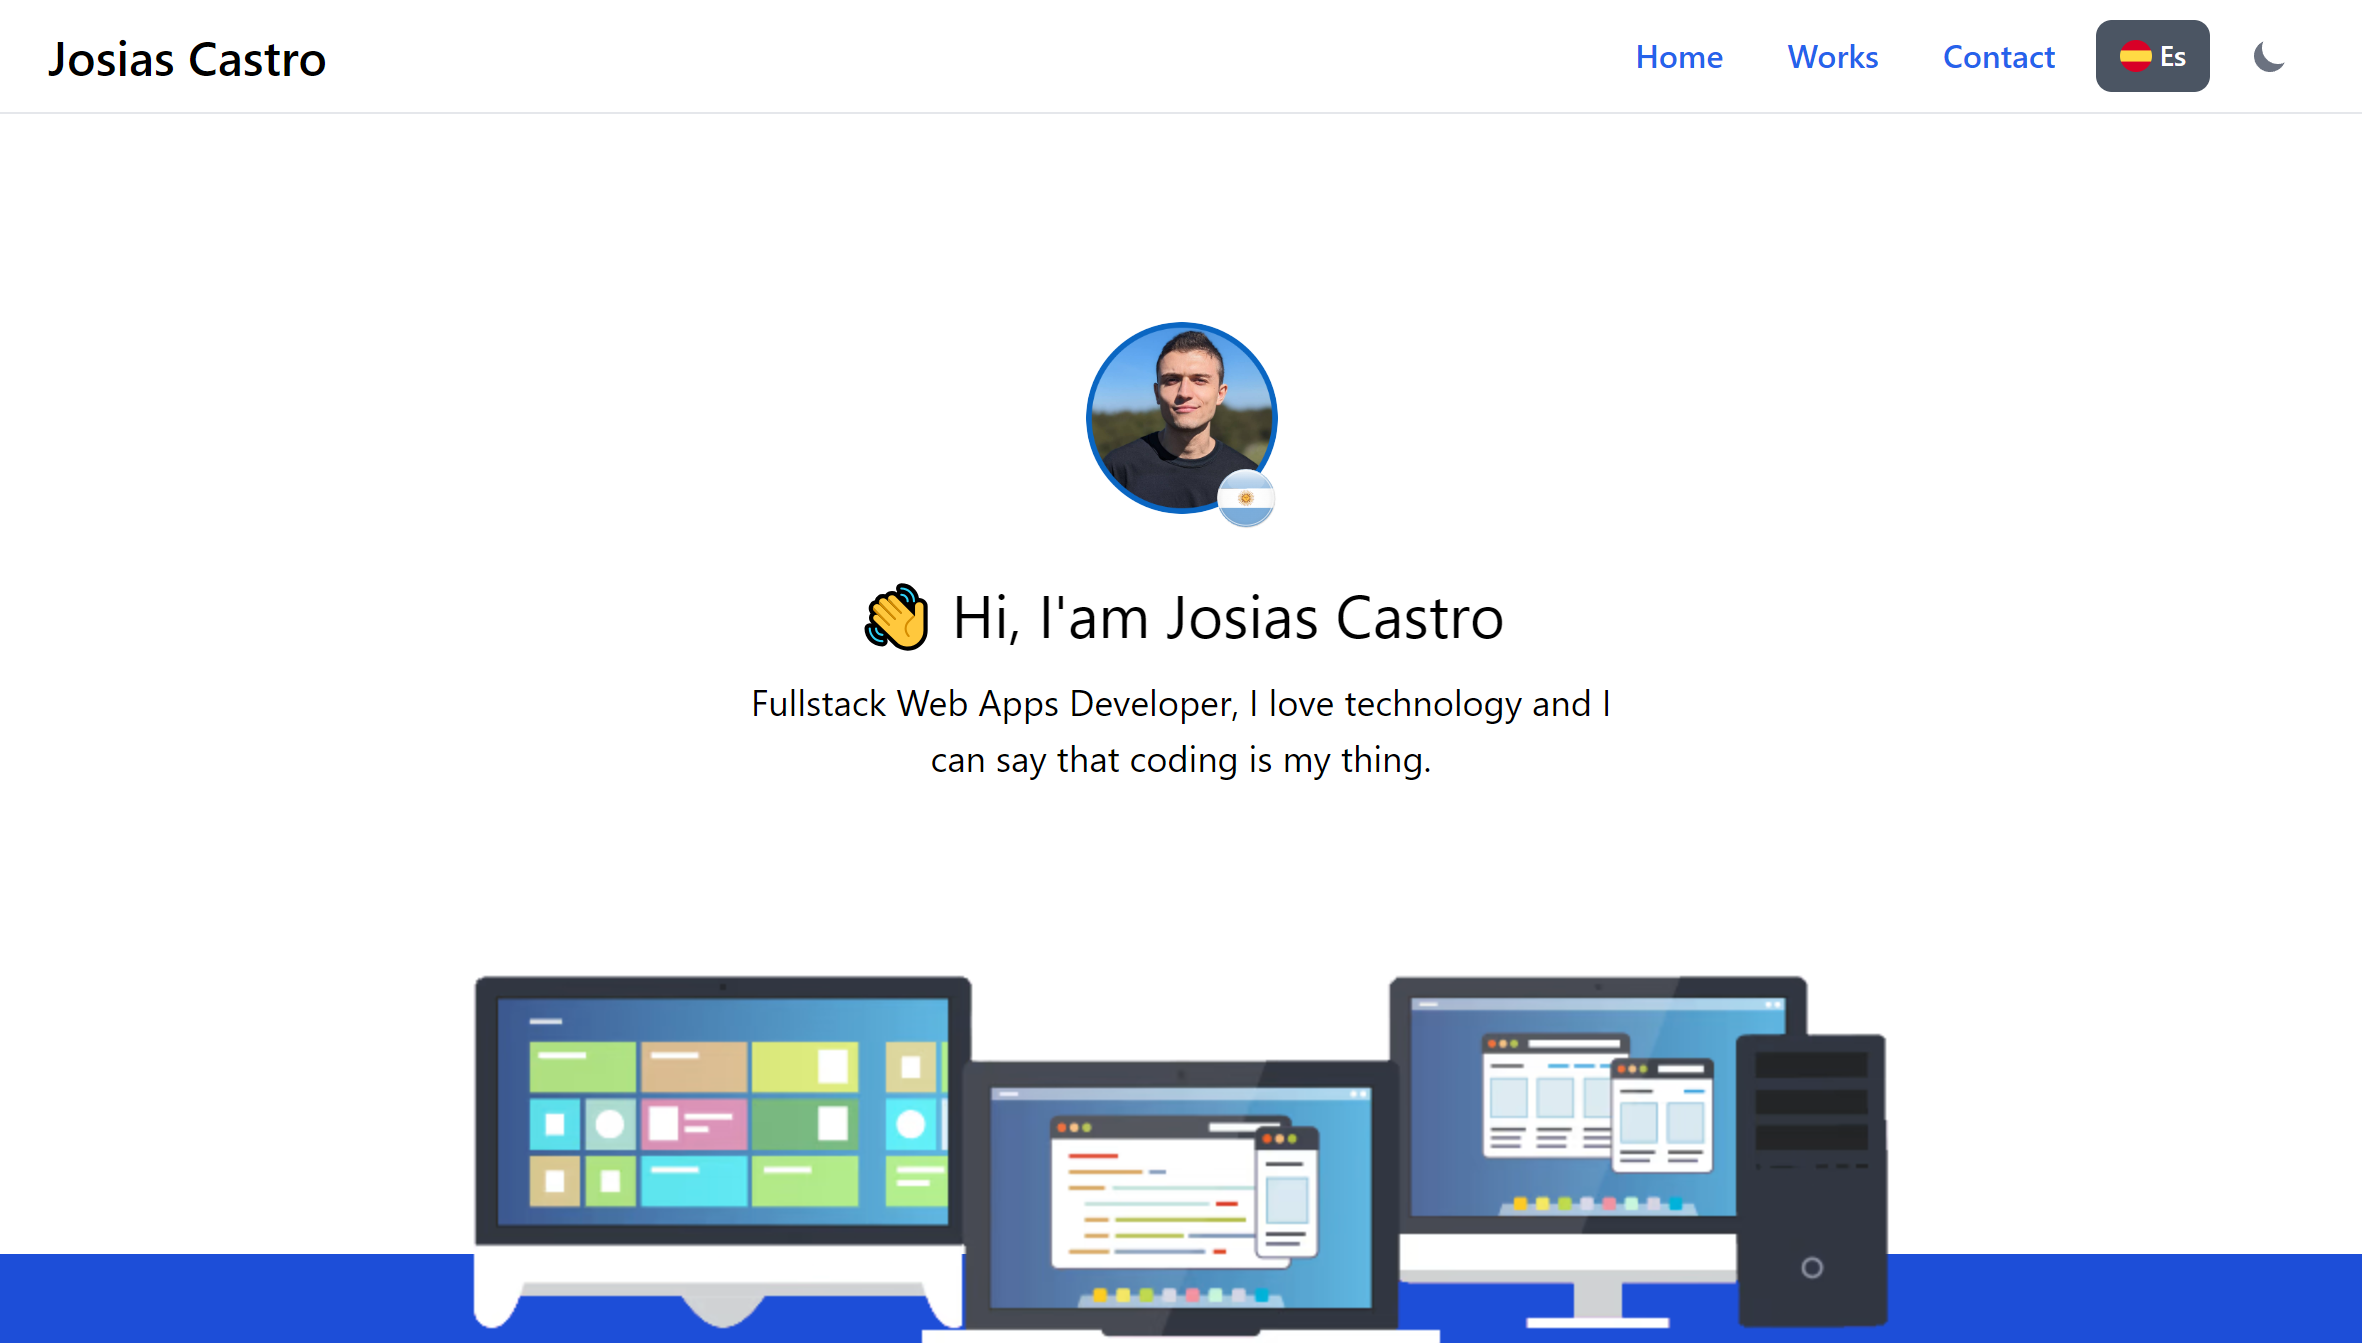 Josias Castro
Home
Works
Contact
Es
Hi, I'am Josias Castro
Fullstack Web Apps Developer, I love technology and I
can say that coding is my thing.